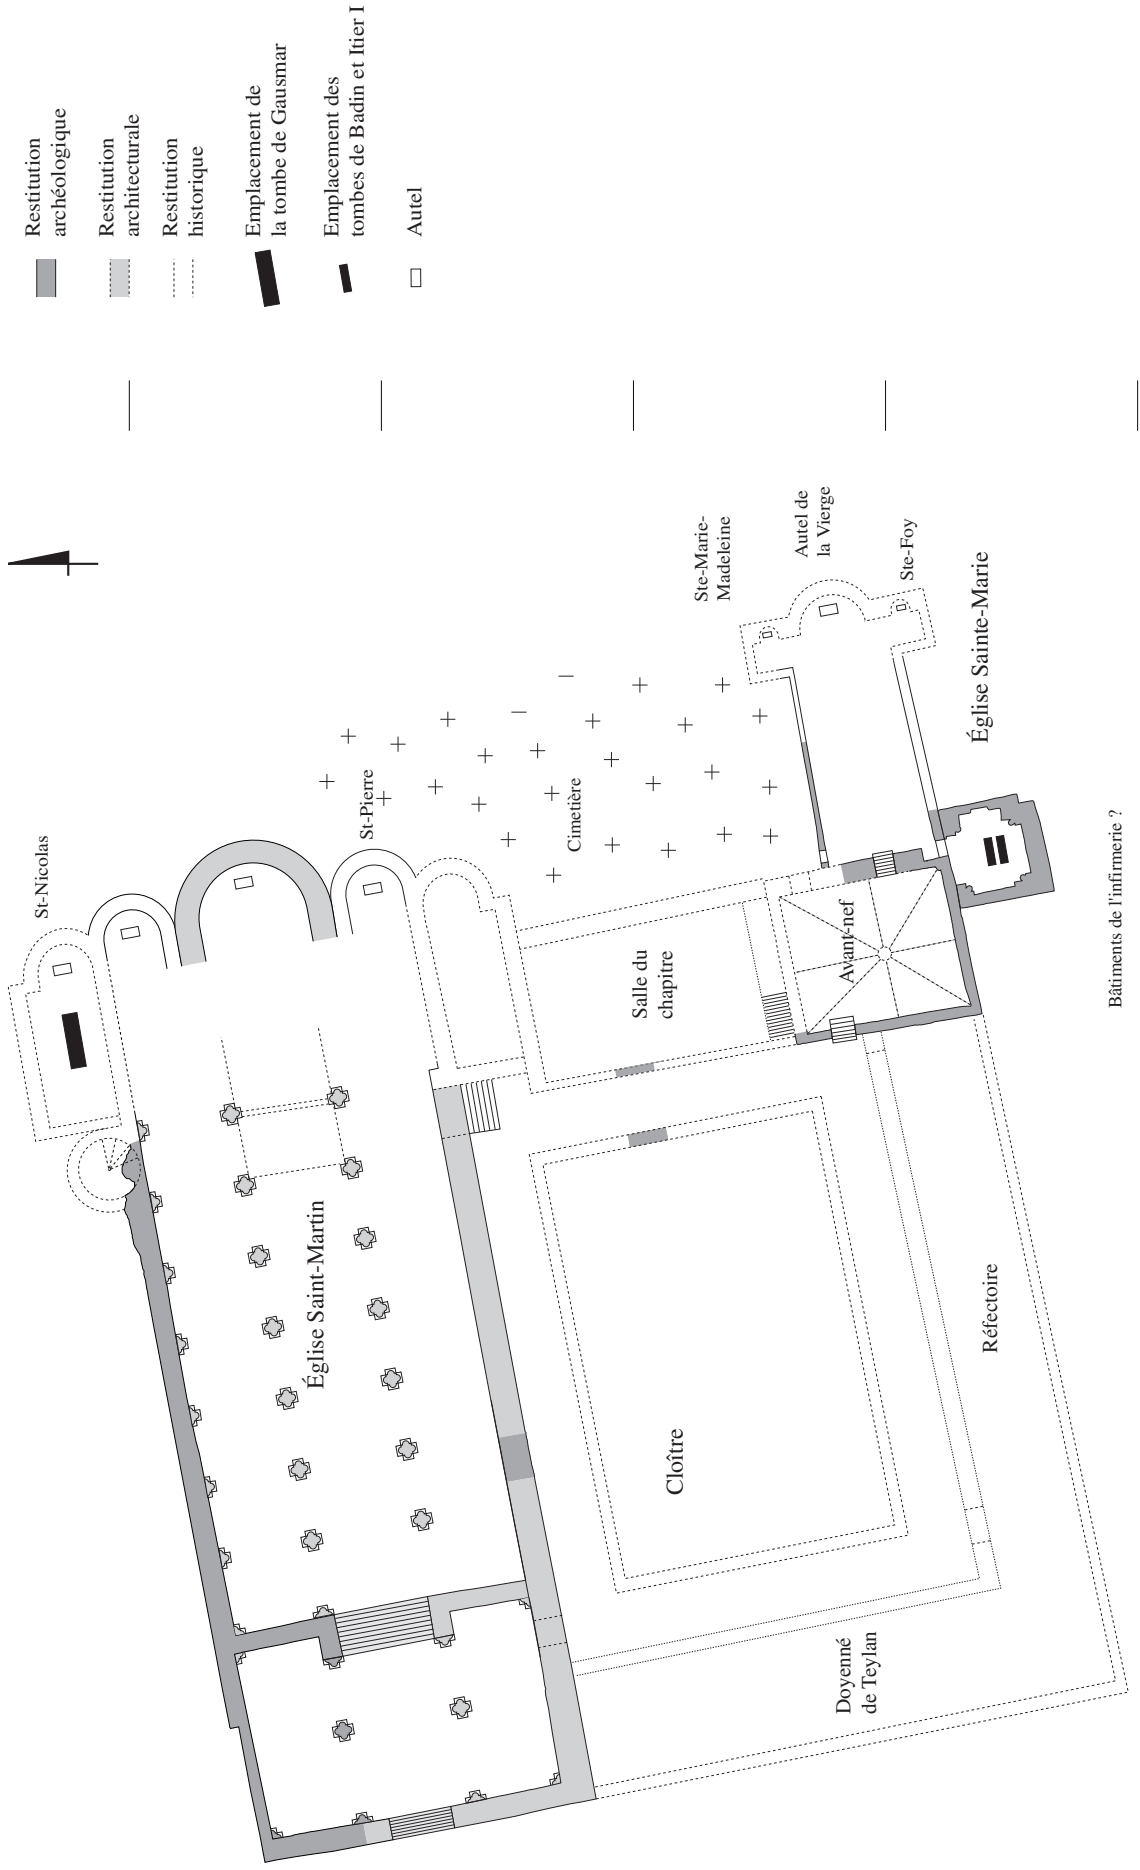 Restitution
archéologique
Restitution
architecturale
Restitution
historique
Emplacement de
la tombe de Gausmar
Emplacement des
tombes de Badin et Itier I
Autel
St-Nicolas
St-Pierre
Cimetière
Ste-Marie-
Madeleine
Autel de
la Vierge
Ste-Foy
Église Sainte-Marie
Salle du
chapitre
Avant-nef
Bâtiments de l'infirmerie ?
Église Saint-Martin
Cloître
Réfectoire
Doyenné
de Teylan